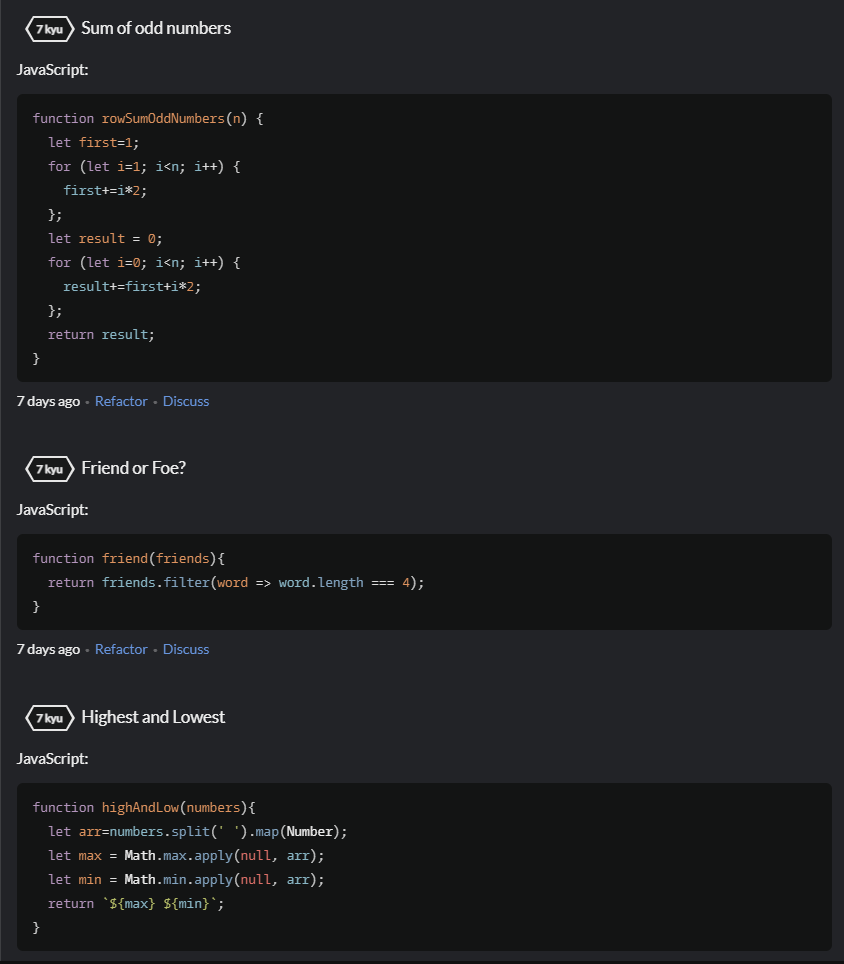 7 kyu Sum of odd numbers
JavaScript:
function rowSumOddNumbers(n) {
  let first=1;
  for (let i=1; i<n; i++) {
    first+=i*2;
  };
  let result = 0;
  for (let i=0; i<n; i++) {
    result+=first+i*2;
  };
  return result;
}
7 days ago • Refactor • Discuss
7 kyu Friend or Foe?
JavaScript:
function friend(friends){
  return friends.filter(word => word.length === 4);
}
7 days ago • Refactor • Discuss
7 kyu Highest and Lowest
JavaScript:
function highAndLow(numbers){
  let arr=numbers.split(' ').map(Number);
  let max = Math.max.apply(null, arr);
  let min = Math.min.apply(null, arr);
  return `${max} ${min}`;
}